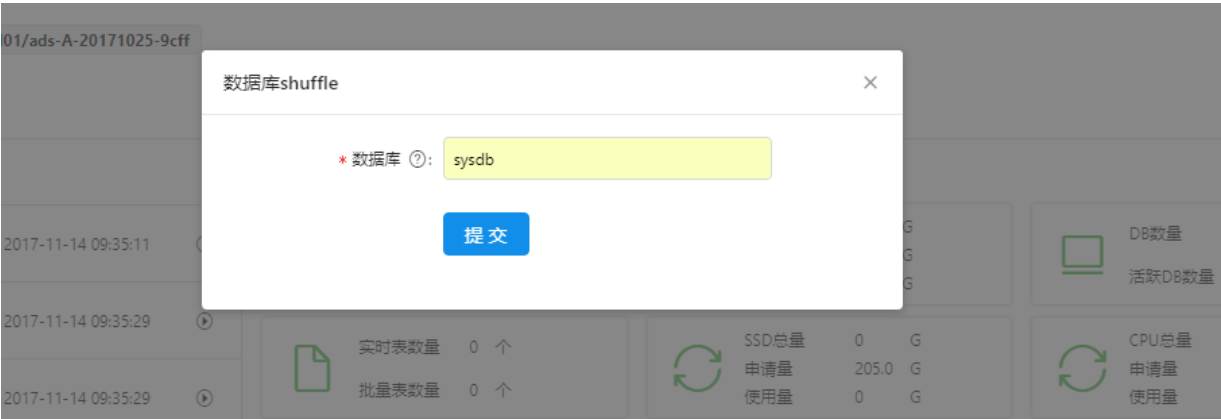 01/ads-A-20171025-9cff
数据库shuffle
* 数据库 ?:
sysdb
提 交
2017-11-14 09:35:11
G
G
G
DB数量
活跃DB数量
2017-11-14 09:35:29
实时表数量 0 个
批量表数量 0 个
SSD总量 0 G
申请量 205.0 G
使用量 0 G
CPU总量
申请量
使用量
2017-11-14 09:35:29